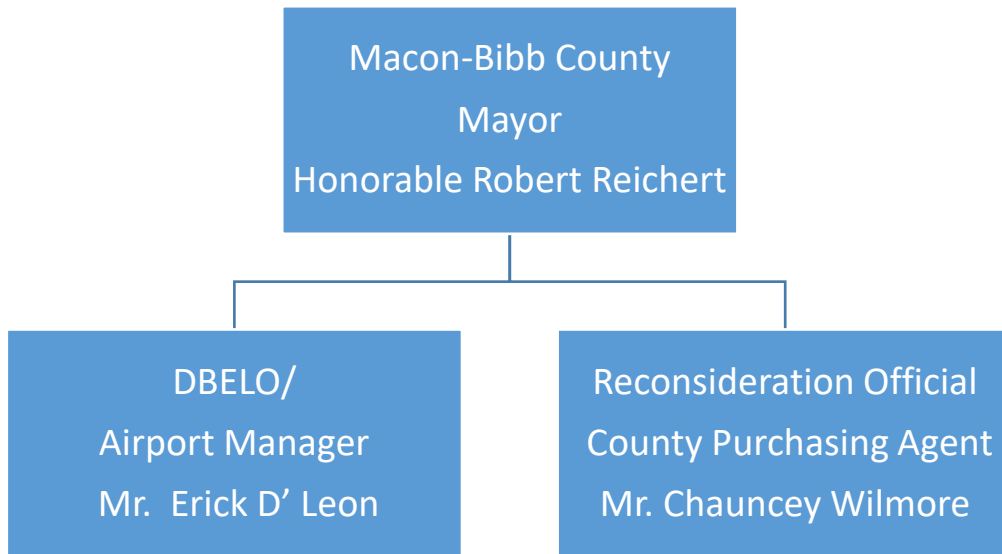 Macon-Bibb County
Mayor
Honorable Robert Reichert
DBELO/
Airport Manager
Mr. Erick D’ Leon
Reconsideration Official
County Purchasing Agent
Mr. Chauncey Wilmore